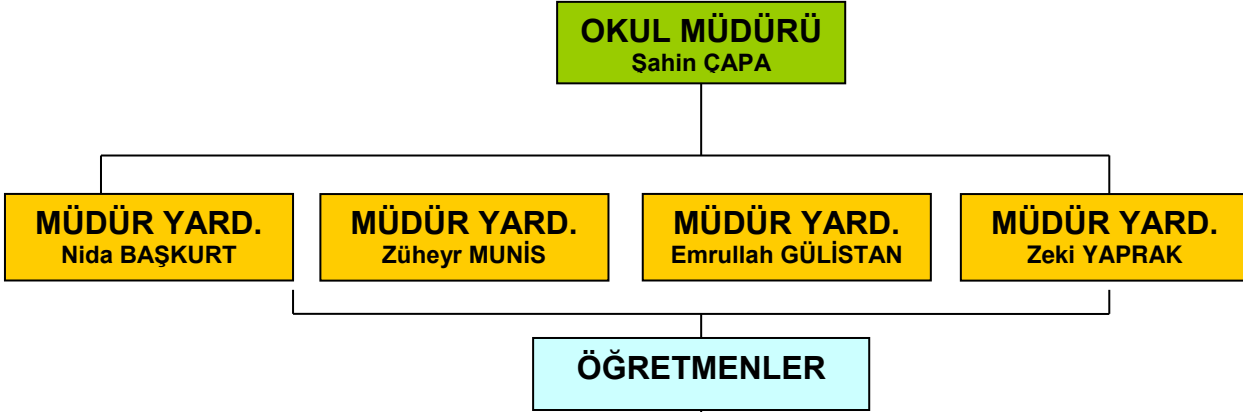 OKUL MÜDÜRÜ
Şahin ÇAPA
MÜDÜR YARD.
Nida BAŞKURT
MÜDÜR YARD.
Züheyr MUNİS
MÜDÜR YARD.
Emrullah GÜLİSTAN
MÜDÜR YARD.
Zeki YAPRAK
ÖĞRETMENLER